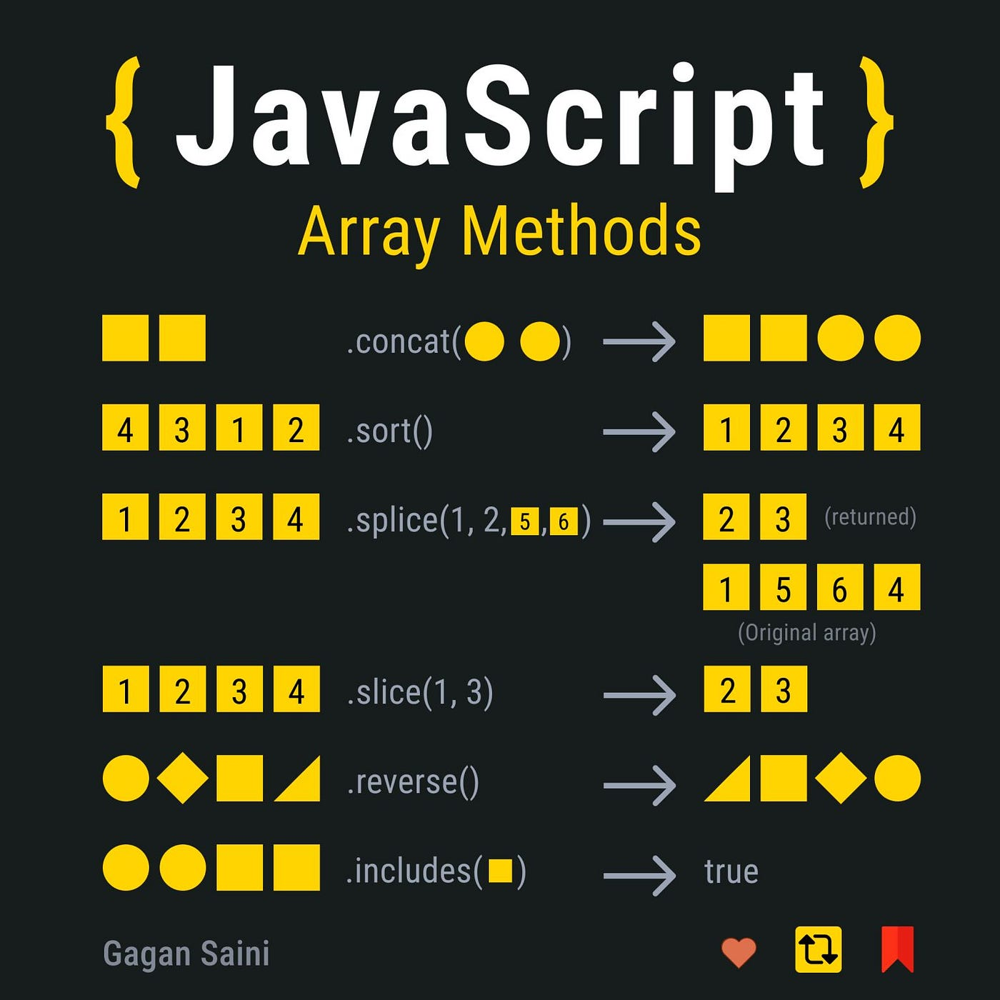 { JavaScript }
Array Methods
.concat( )
4 3 1 2 .sort() 1 2 3 4
1 2 3 4 .splice(1, 2, 5 , 6 ) 2 3 (returned)
1 5 6 4
(Original array)
1 2 3 4 .slice(1, 3) 2 3
.reverse()
.includes( ) true
Gagan Saini